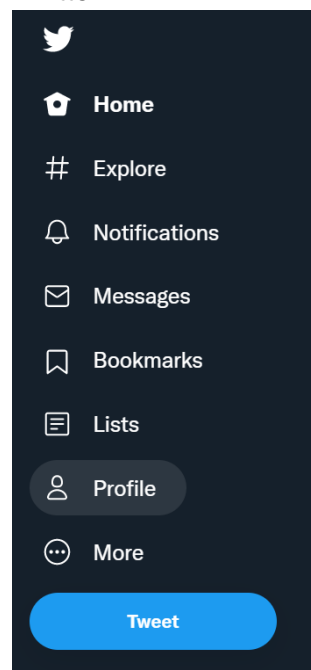 Home
Explore
Notifications
Messages
Bookmarks
Lists
Profile
More
Tweet